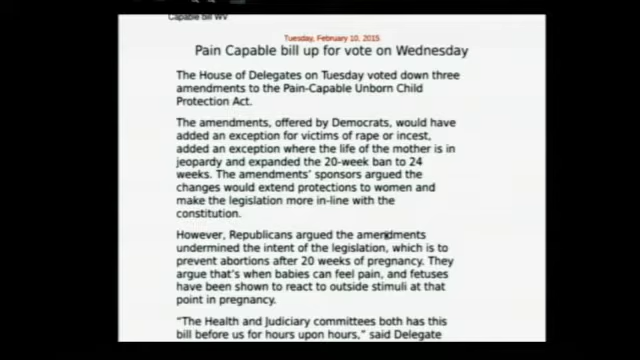 Capable bill WV
Tuesday, February 10, 2015
Pain Capable bill up for vote on Wednesday
The House of Delegates on Tuesday voted down three
amendments to the Pain-Capable Unborn Child
Protection Act.
The amendments, offered by Democrats, would have
added an exception for victims of rape or incest,
added an exception where the life of the mother is in
jeopardy and expanded the 20-week ban to 24
weeks. The amendments’ sponsors argued the
changes would extend protections to women and
make the legislation more in-line with the
constitution.
However, Republicans argued the amendments
undermined the intent of the legislation, which is to
prevent abortions after 20 weeks of pregnancy. They
argue that’s when babies can feel pain, and fetuses
have been shown to react to outside stimuli at that
point in pregnancy.
“The Health and Judiciary committees both has this
bill before us for hours upon hours,” said Delegate